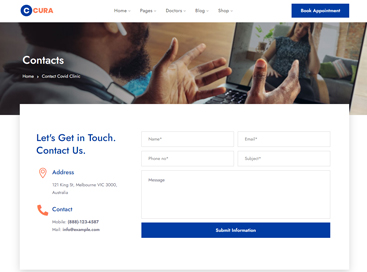 CURA
Home Pages Doctors Blog Shop
Book Appointment
Contacts
Home Contact Covid Clinic
Let's Get in Touch.
Contact Us.
Address
121 King St, Melbourne VIC 3000,
Australia
Contact
Mobile: (888)-123-4587
Mail: info@example.com
Name* Email*
Phone no* Subject*
Message
Submit Information